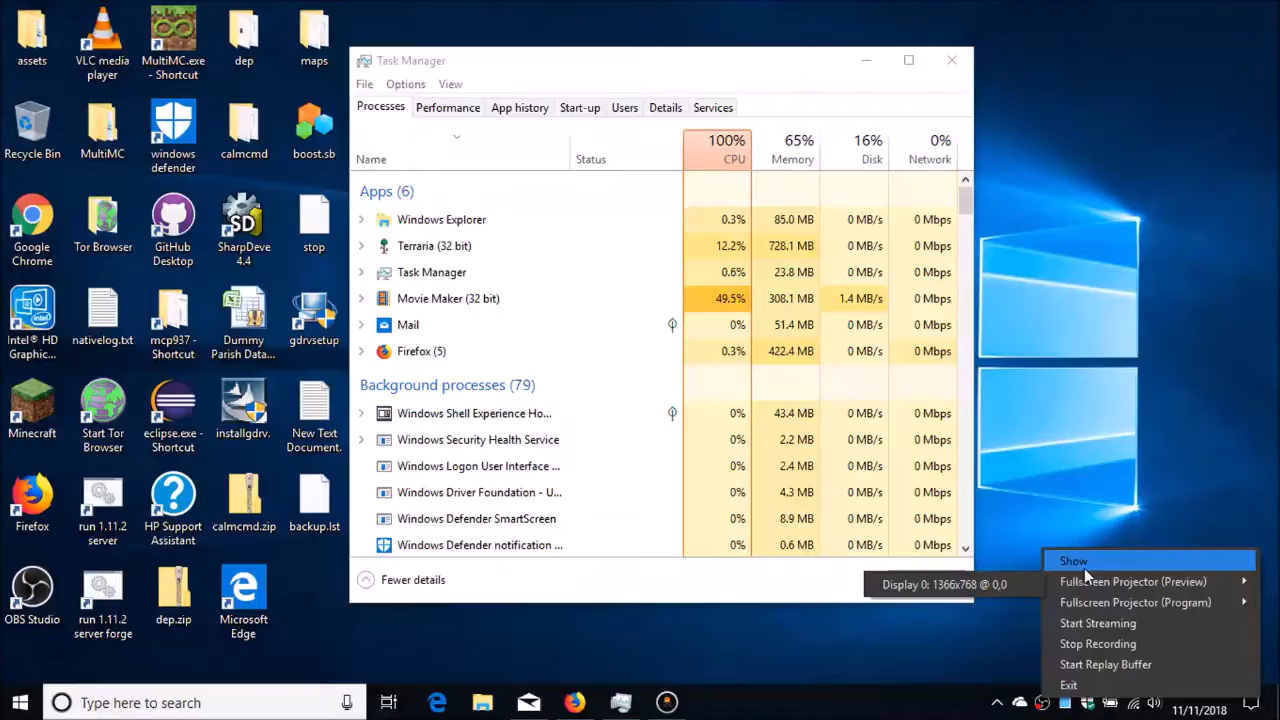 assets
VLC media
player
MultiMC.exe
- Shortcut
dep
maps
Recycle Bin
MultiMC
windows
defender
calmcmd
boost.sb
Google
Chrome
Tor Browser
GitHub
Desktop
SharpDeve
4.4
stop
Intel® HD
Graphic...
nativelog.txt
mcp937 -
Shortcut
Dummy
Parish Data...
gdrvsetup
Minecraft
Start Tor
Browser
eclipse.exe -
Shortcut
installgdrv.
New Text
Document.
Firefox
run 1.11.2
server
HP Support
Assistant
calmcmd.zip
backup.lst
OBS Studio
run 1.11.2
server forge
dep.zip
Microsoft
Edge
Task Manager
File Options View
Processes Performance App history Start-up Users Details Services
100% 65% 16% 0%
Name Status CPU Memory Disk Network
Apps (6)
Windows Explorer 0.3% 85.0 MB 0 MB/s 0 Mbps
Terraria (32 bit) 12.2% 728.1 MB 0 MB/s 0 Mbps
Task Manager 0.6% 23.8 MB 0 MB/s 0 Mbps
Movie Maker (32 bit) 49.5% 308.1 MB 1.4 MB/s 0 Mbps
Mail 0% 51.4 MB 0 MB/s 0 Mbps
Firefox (5) 0.3% 422.4 MB 0 MB/s 0 Mbps
Background processes (79)
Windows Shell Experience Ho... 0% 43.4 MB 0 MB/s 0 Mbps
Windows Security Health Service 0% 2.2 MB 0 MB/s 0 Mbps
Windows Logon User Interface ... 0% 2.4 MB 0 MB/s 0 Mbps
Windows Driver Foundation - U... 0% 4.3 MB 0 MB/s 0 Mbps
Windows Defender SmartScreen 0% 8.9 MB 0 MB/s 0 Mbps
Windows Defender notification ... 0% 0.6 MB 0 MB/s 0 Mbps
Fewer details
Display 0: 1366x768 @ 0,0
Show
Fullscreen Projector (Preview)
Fullscreen Projector (Program)
Start Streaming
Stop Recording
Start Replay Buffer
Exit
Type here to search
11/11/2018